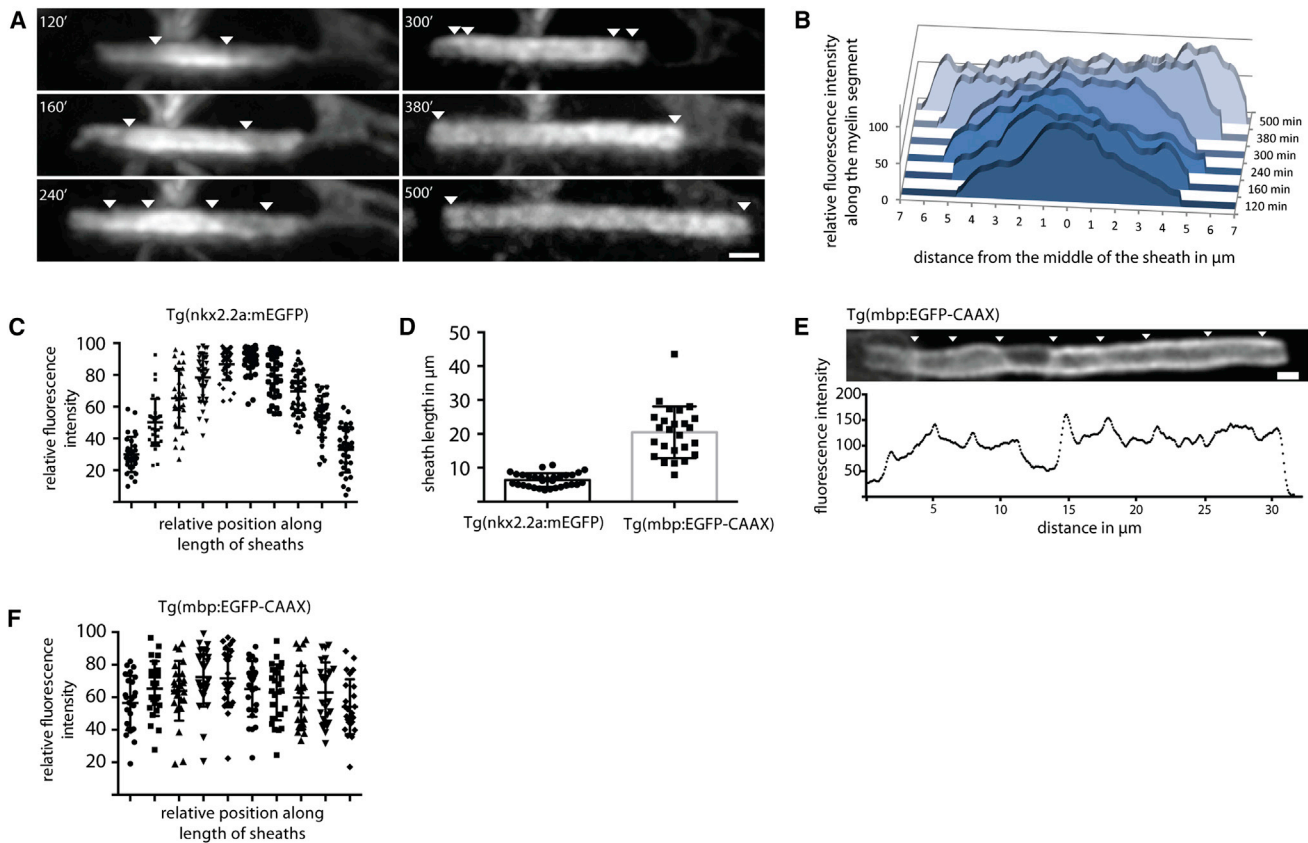 A
120′
160′
240′
300′
380′
500′
B
relative fluorescence intensity
along the myelin segment
100
50
0
7 6 5 4 3 2 1 0 1 2 3 4 5 6 7
500 min
380 min
300 min
240 min
160 min
120 min
distance from the middle of the sheath in µm
C
Tg(nkx2.2a:mEGFP)
relative fluorescence
intensity
100
80
60
40
20
relative position along
length of sheaths
D
sheath length in µm
50
40
30
20
10
Tg(nkx2.2a:mEGFP)
Tg(mbp:EGFP-CAAX)
E
Tg(mbp:EGFP-CAAX)
fluorescence intensity
200
150
100
50
5 10 15 20 25 30
distance in µm
F
Tg(mbp:EGFP-CAAX)
relative fluorescence
intensity
100
80
60
40
20
relative position along
length of sheaths